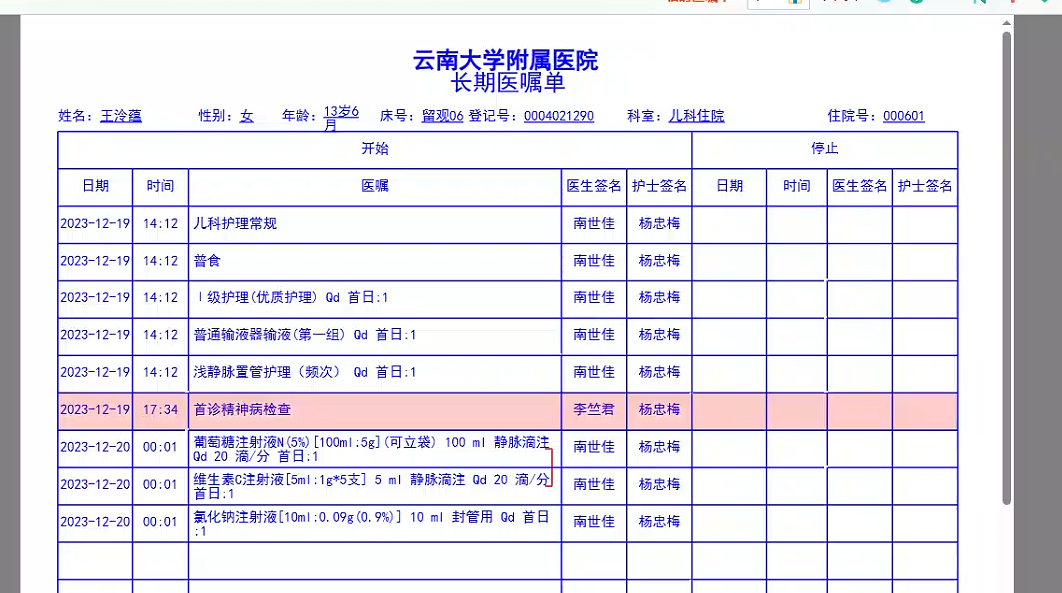 云南大学附属医院
长期医嘱单
姓名: 王泠蕴 性别: 女 年龄: 13岁6月 床号: 留观06 登记号: 0004021290 科室: 儿科住院 住院号: 000601
开始 停止
日期 时间 医嘱 医生签名 护士签名 日期 时间 医生签名 护士签名
2023-12-19 14:12 儿科护理常规 南世佳 杨忠梅
2023-12-19 14:12 普食 南世佳 杨忠梅
2023-12-19 14:12 Ⅰ级护理(优质护理) Qd 首日:1 南世佳 杨忠梅
2023-12-19 14:12 普通输液器输液(第一组) Qd 首日:1 南世佳 杨忠梅
2023-12-19 14:12 浅静脉置管护理（频次） Qd 首日:1 南世佳 杨忠梅
2023-12-19 17:34 首诊精神病检查 李竺君 杨忠梅
2023-12-20 00:01 葡萄糖注射液N(5%)[100ml:5g](可立袋) 100 ml 静脉滴注 南世佳 杨忠梅
Qd 20 滴/分 首日:1
2023-12-20 00:01 维生素C注射液[5ml:1g*5支] 5 ml 静脉滴注 Qd 20 滴/分 南世佳 杨忠梅
首日:1
2023-12-20 00:01 氯化钠注射液[10ml:0.09g(0.9%)] 10 ml 封管用 Qd 首日 南世佳 杨忠梅
:1